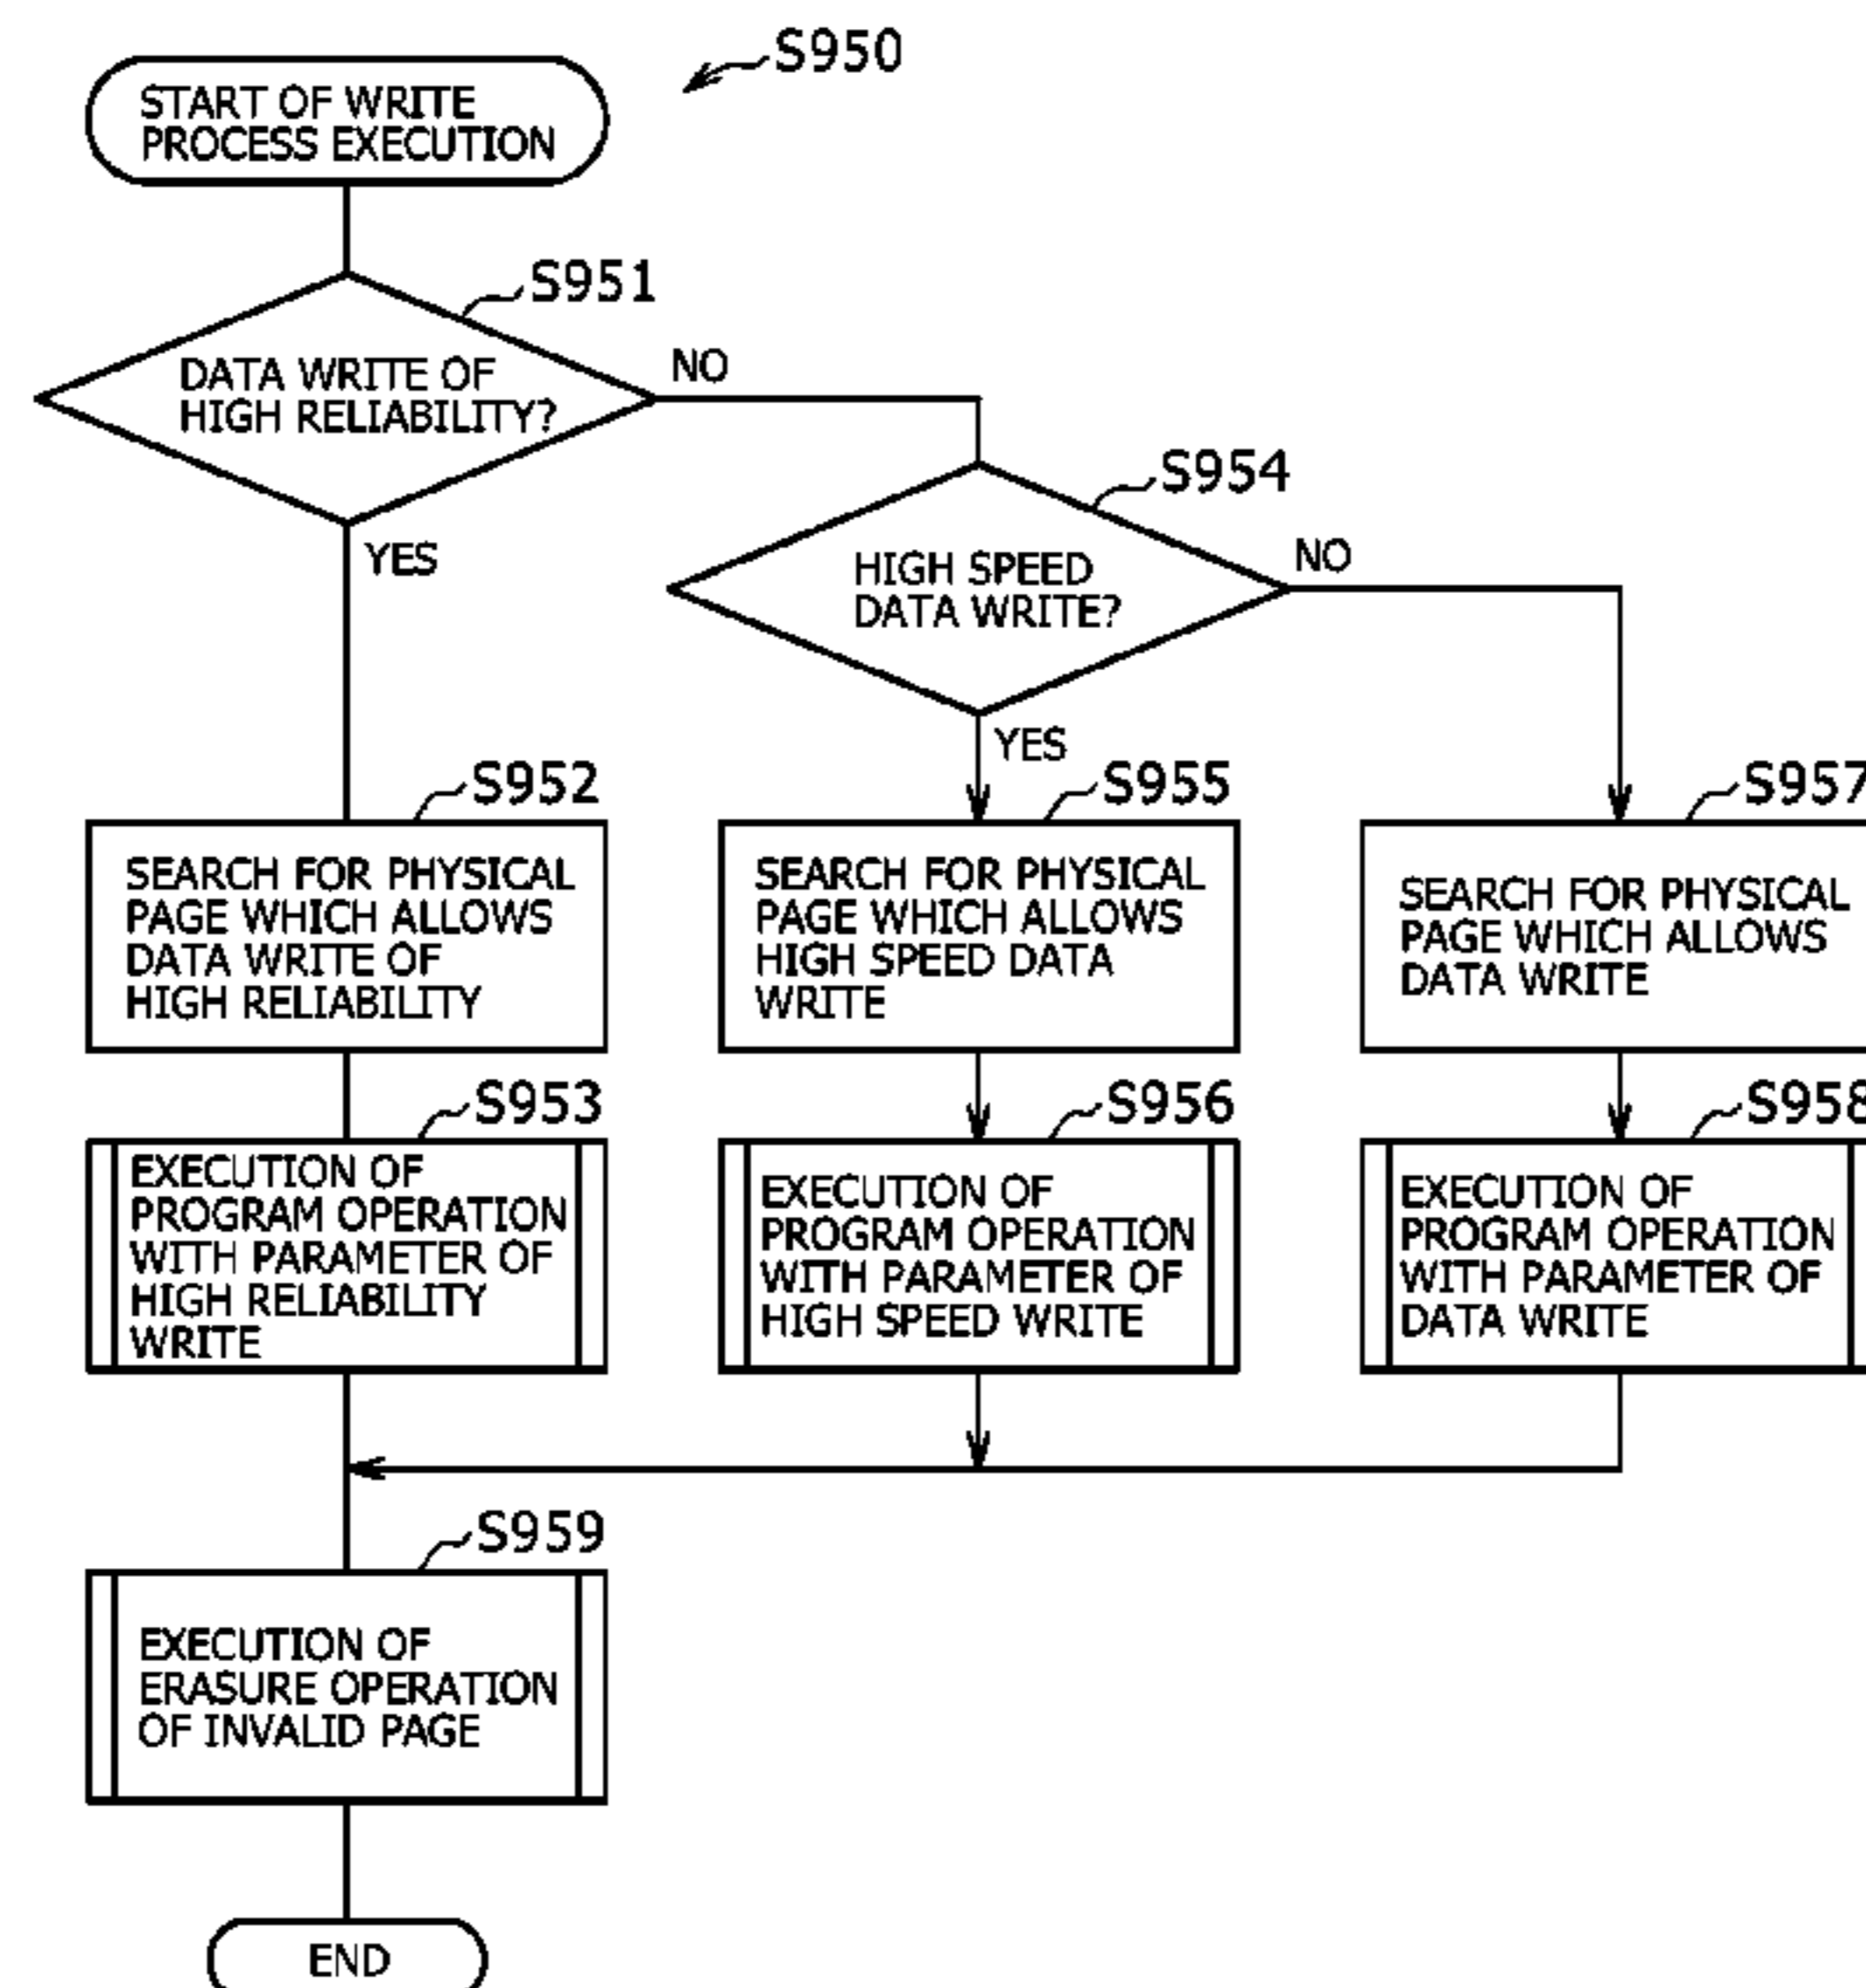 S950
START OF WRITE
PROCESS EXECUTION
S951
DATA WRITE OF
HIGH RELIABILITY?
NO
YES
S954
HIGH SPEED
DATA WRITE?
NO
YES
S952
SEARCH FOR PHYSICAL
PAGE WHICH ALLOWS
DATA WRITE OF
HIGH RELIABILITY
S955
SEARCH FOR PHYSICAL
PAGE WHICH ALLOWS
HIGH SPEED DATA
WRITE
S957
SEARCH FOR PHYSICAL
PAGE WHICH ALLOWS
DATA WRITE
S953
EXECUTION OF
PROGRAM OPERATION
WITH PARAMETER OF
HIGH RELIABILITY
WRITE
S956
EXECUTION OF
PROGRAM OPERATION
WITH PARAMETER OF
HIGH SPEED WRITE
S958
EXECUTION OF
PROGRAM OPERATION
WITH PARAMETER OF
DATA WRITE
S959
EXECUTION OF
ERASURE OPERATION
OF INVALID PAGE
END